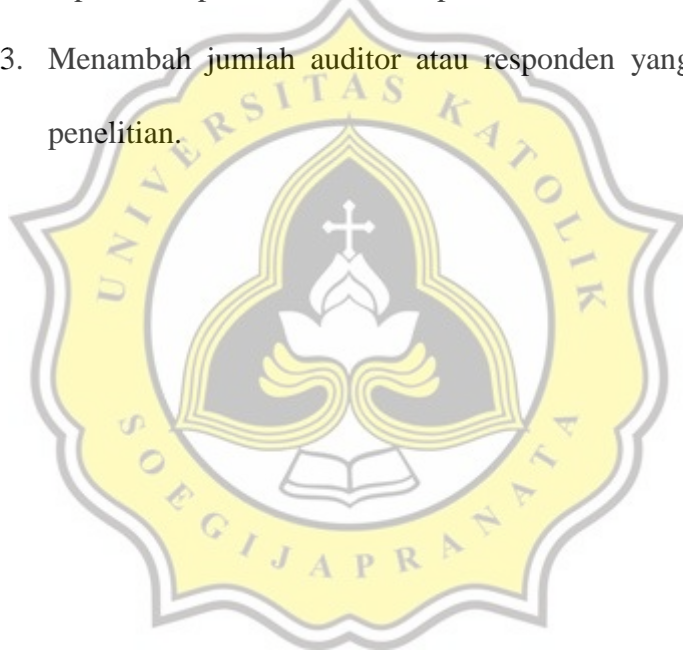 3. Menambah jumlah auditor atau responden yang
penelitian.
UNIVERSITAS KATOLIK
SOEGIJAPRANATA